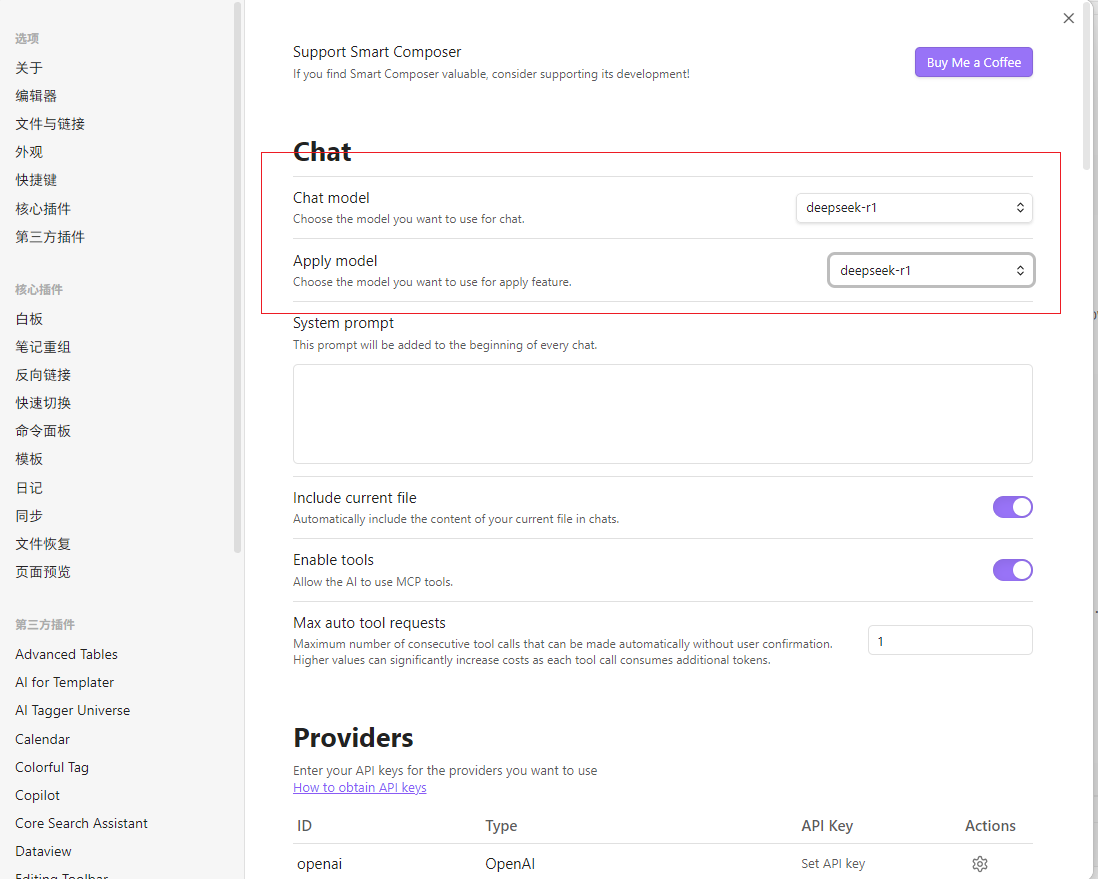 选项
关于
编辑器
文件与链接
外观
快捷键
核心插件
第三方插件
核心插件
白板
笔记重组
反向链接
快速切换
命令面板
模板
日记
同步
文件恢复
页面预览
第三方插件
Advanced Tables
AI for Templater
AI Tagger Universe
Calendar
Colorful Tag
Copilot
Core Search Assistant
Dataview
Editing Toolbar
Support Smart Composer
If you find Smart Composer valuable, consider supporting its development!
Buy Me a Coffee
Chat
Chat model
Choose the model you want to use for chat.
deepseek-r1
Apply model
Choose the model you want to use for apply feature.
deepseek-r1
System prompt
This prompt will be added to the beginning of every chat.
Include current file
Automatically include the content of your current file in chats.
Enable tools
Allow the AI to use MCP tools.
Max auto tool requests
Maximum number of consecutive tool calls that can be made automatically without user confirmation.
Higher values can significantly increase costs as each tool call consumes additional tokens.
1
Providers
Enter your API keys for the providers you want to use
How to obtain API keys
ID Type API Key Actions
openai OpenAI Set API key